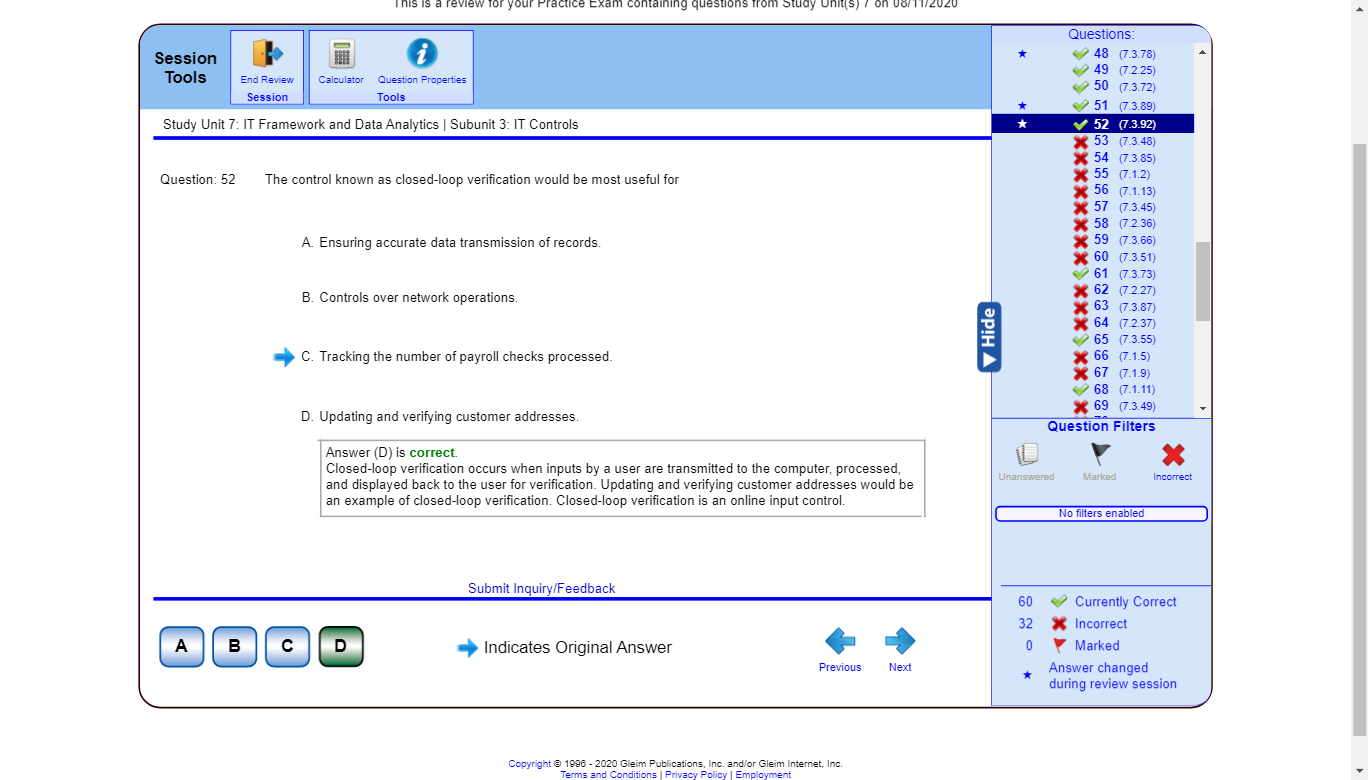 This is a review for your Practice Exam containing questions from Study Unit(s) 7 on 08/11/2020
Session
Tools
End Review
Session
Calculator
Question Properties
Tools
Study Unit 7: IT Framework and Data Analytics | Subunit 3: IT Controls
Question: 52 The control known as closed-loop verification would be most useful for
A. Ensuring accurate data transmission of records.
B. Controls over network operations.
C. Tracking the number of payroll checks processed.
D. Updating and verifying customer addresses.
Answer (D) is correct.
Closed-loop verification occurs when inputs by a user are transmitted to the computer, processed,
and displayed back to the user for verification. Updating and verifying customer addresses would be
an example of closed-loop verification. Closed-loop verification is an online input control.
Submit Inquiry/Feedback
A B C D
Indicates Original Answer
Previous
Next
Hide
Questions:
48 (7.3.78)
49 (7.2.25)
50 (7.3.72)
51 (7.3.89)
52 (7.3.92)
53 (7.3.48)
54 (7.3.85)
55 (7.1.2)
56 (7.1.13)
57 (7.3.45)
58 (7.2.36)
59 (7.3.66)
60 (7.3.51)
61 (7.3.73)
62 (7.2.27)
63 (7.3.87)
64 (7.2.37)
65 (7.3.55)
66 (7.1.5)
67 (7.1.9)
68 (7.1.11)
69 (7.3.49)
Question Filters
Unanswered
Marked
Incorrect
No filters enabled
60 Currently Correct
32 Incorrect
0 Marked
Answer changed
during review session
Copyright © 1996 - 2020 Gleim Publications, Inc. and/or Gleim Internet, Inc.
Terms and Conditions | Privacy Policy | Employment